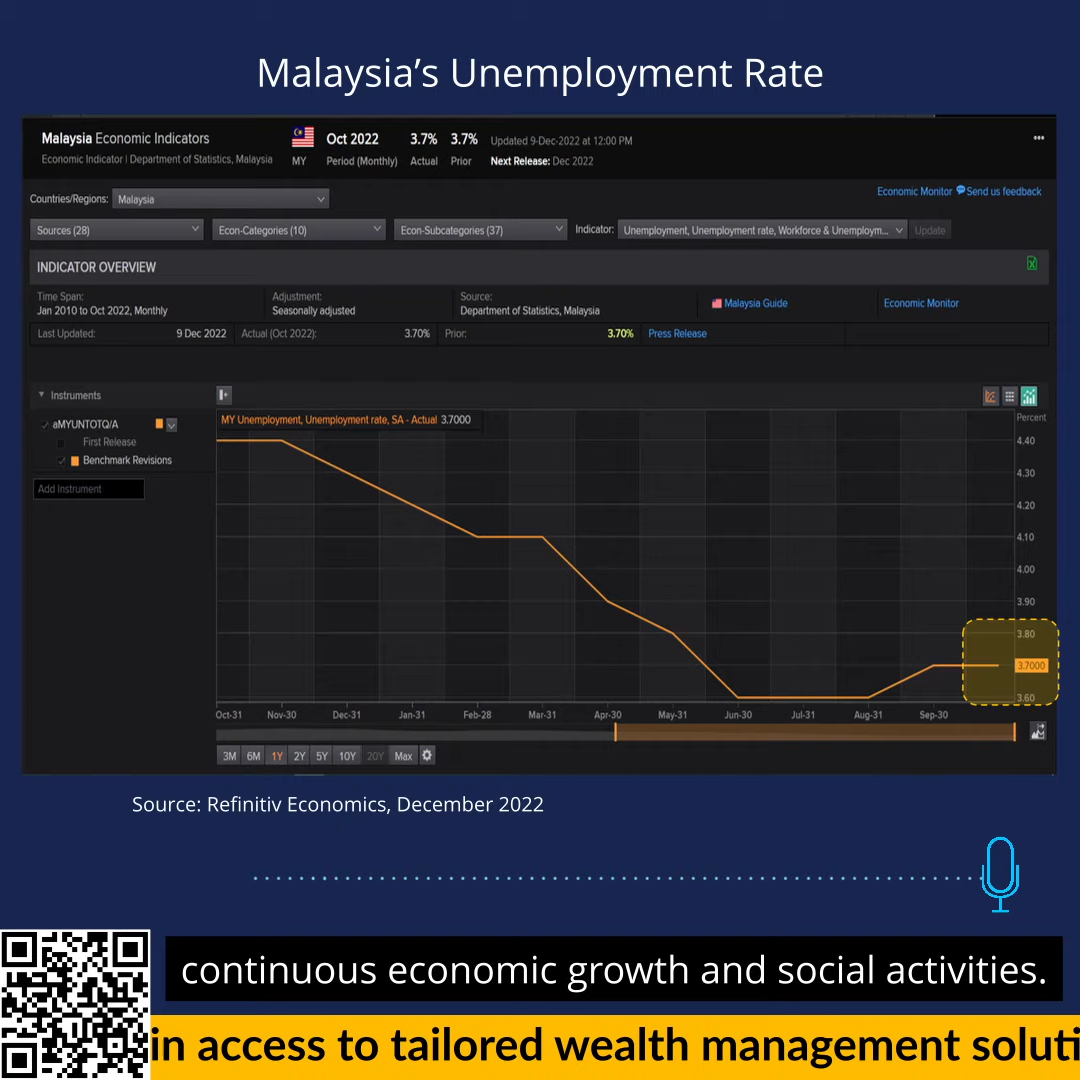 Malaysia’s Unemployment Rate
Malaysia Economic Indicators
Economic Indicator | Department of Statistics, Malaysia
MY
Oct 2022
Period (Monthly)
3.7%
Actual
3.7%
Prior
Updated 9-Dec-2022 at 12:00 PM
Next Release: Dec 2022
Countries/Regions: Malaysia
Economic Monitor Send us feedback
Sources (28) Econ-Categories (10) Econ-Subcategories (37) Indicator: Unemployment, Unemployment rate, Workforce & Unemploym... Update
INDICATOR OVERVIEW
Time Span:
Jan 2010 to Oct 2022, Monthly
Adjustment:
Seasonally adjusted
Source:
Department of Statistics, Malaysia
Malaysia Guide
Economic Monitor
Last Updated: 9 Dec 2022 Actual (Oct 2022): 3.70% Prior: 3.70% Press Release
Instruments
aMYUNTOTQ/A
First Release
Benchmark Revisions
Add Instrument
MY Unemployment, Unemployment rate, SA - Actual 3.7000
Percent
4.40
4.30
4.20
4.10
4.00
3.90
3.80
3.7000
3.60
Oct-31 Nov-30 Dec-31 Jan-31 Feb-28 Mar-31 Apr-30 May-31 Jun-30 Jul-31 Aug-31 Sep-30
3M 6M 1Y 2Y 5Y 10Y 20Y Max
Source: Refinitiv Economics, December 2022
continuous economic growth and social activities.
in access to tailored wealth management soluti